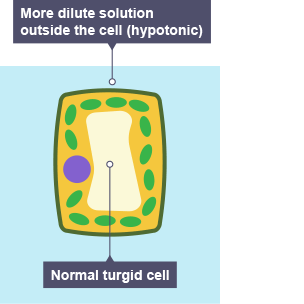 More dilute solution
outside the cell (hypotonic)
Normal turgid cell